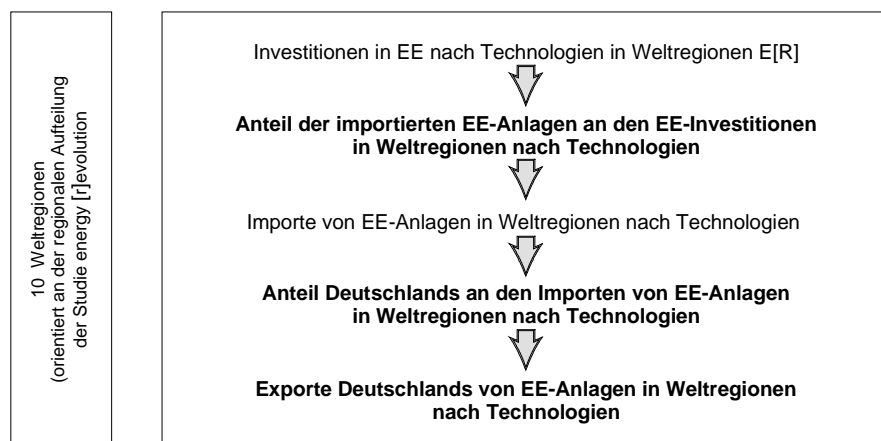 10 Weltregionen
(orientiert an der regionalen Aufteilung
der Studie energy [r]evolution
Investitionen in EE nach Technologien in Weltregionen E[R]
Anteil der importierten EE-Anlagen an den EE-Investitionen
in Weltregionen nach Technologien
Importe von EE-Anlagen in Weltregionen nach Technologien
Anteil Deutschlands an den Importen von EE-Anlagen
in Weltregionen nach Technologien
Exporte Deutschlands von EE-Anlagen in Weltregionen
nach Technologien